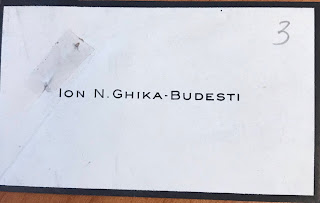 3
Ion N. Ghika-Budesti